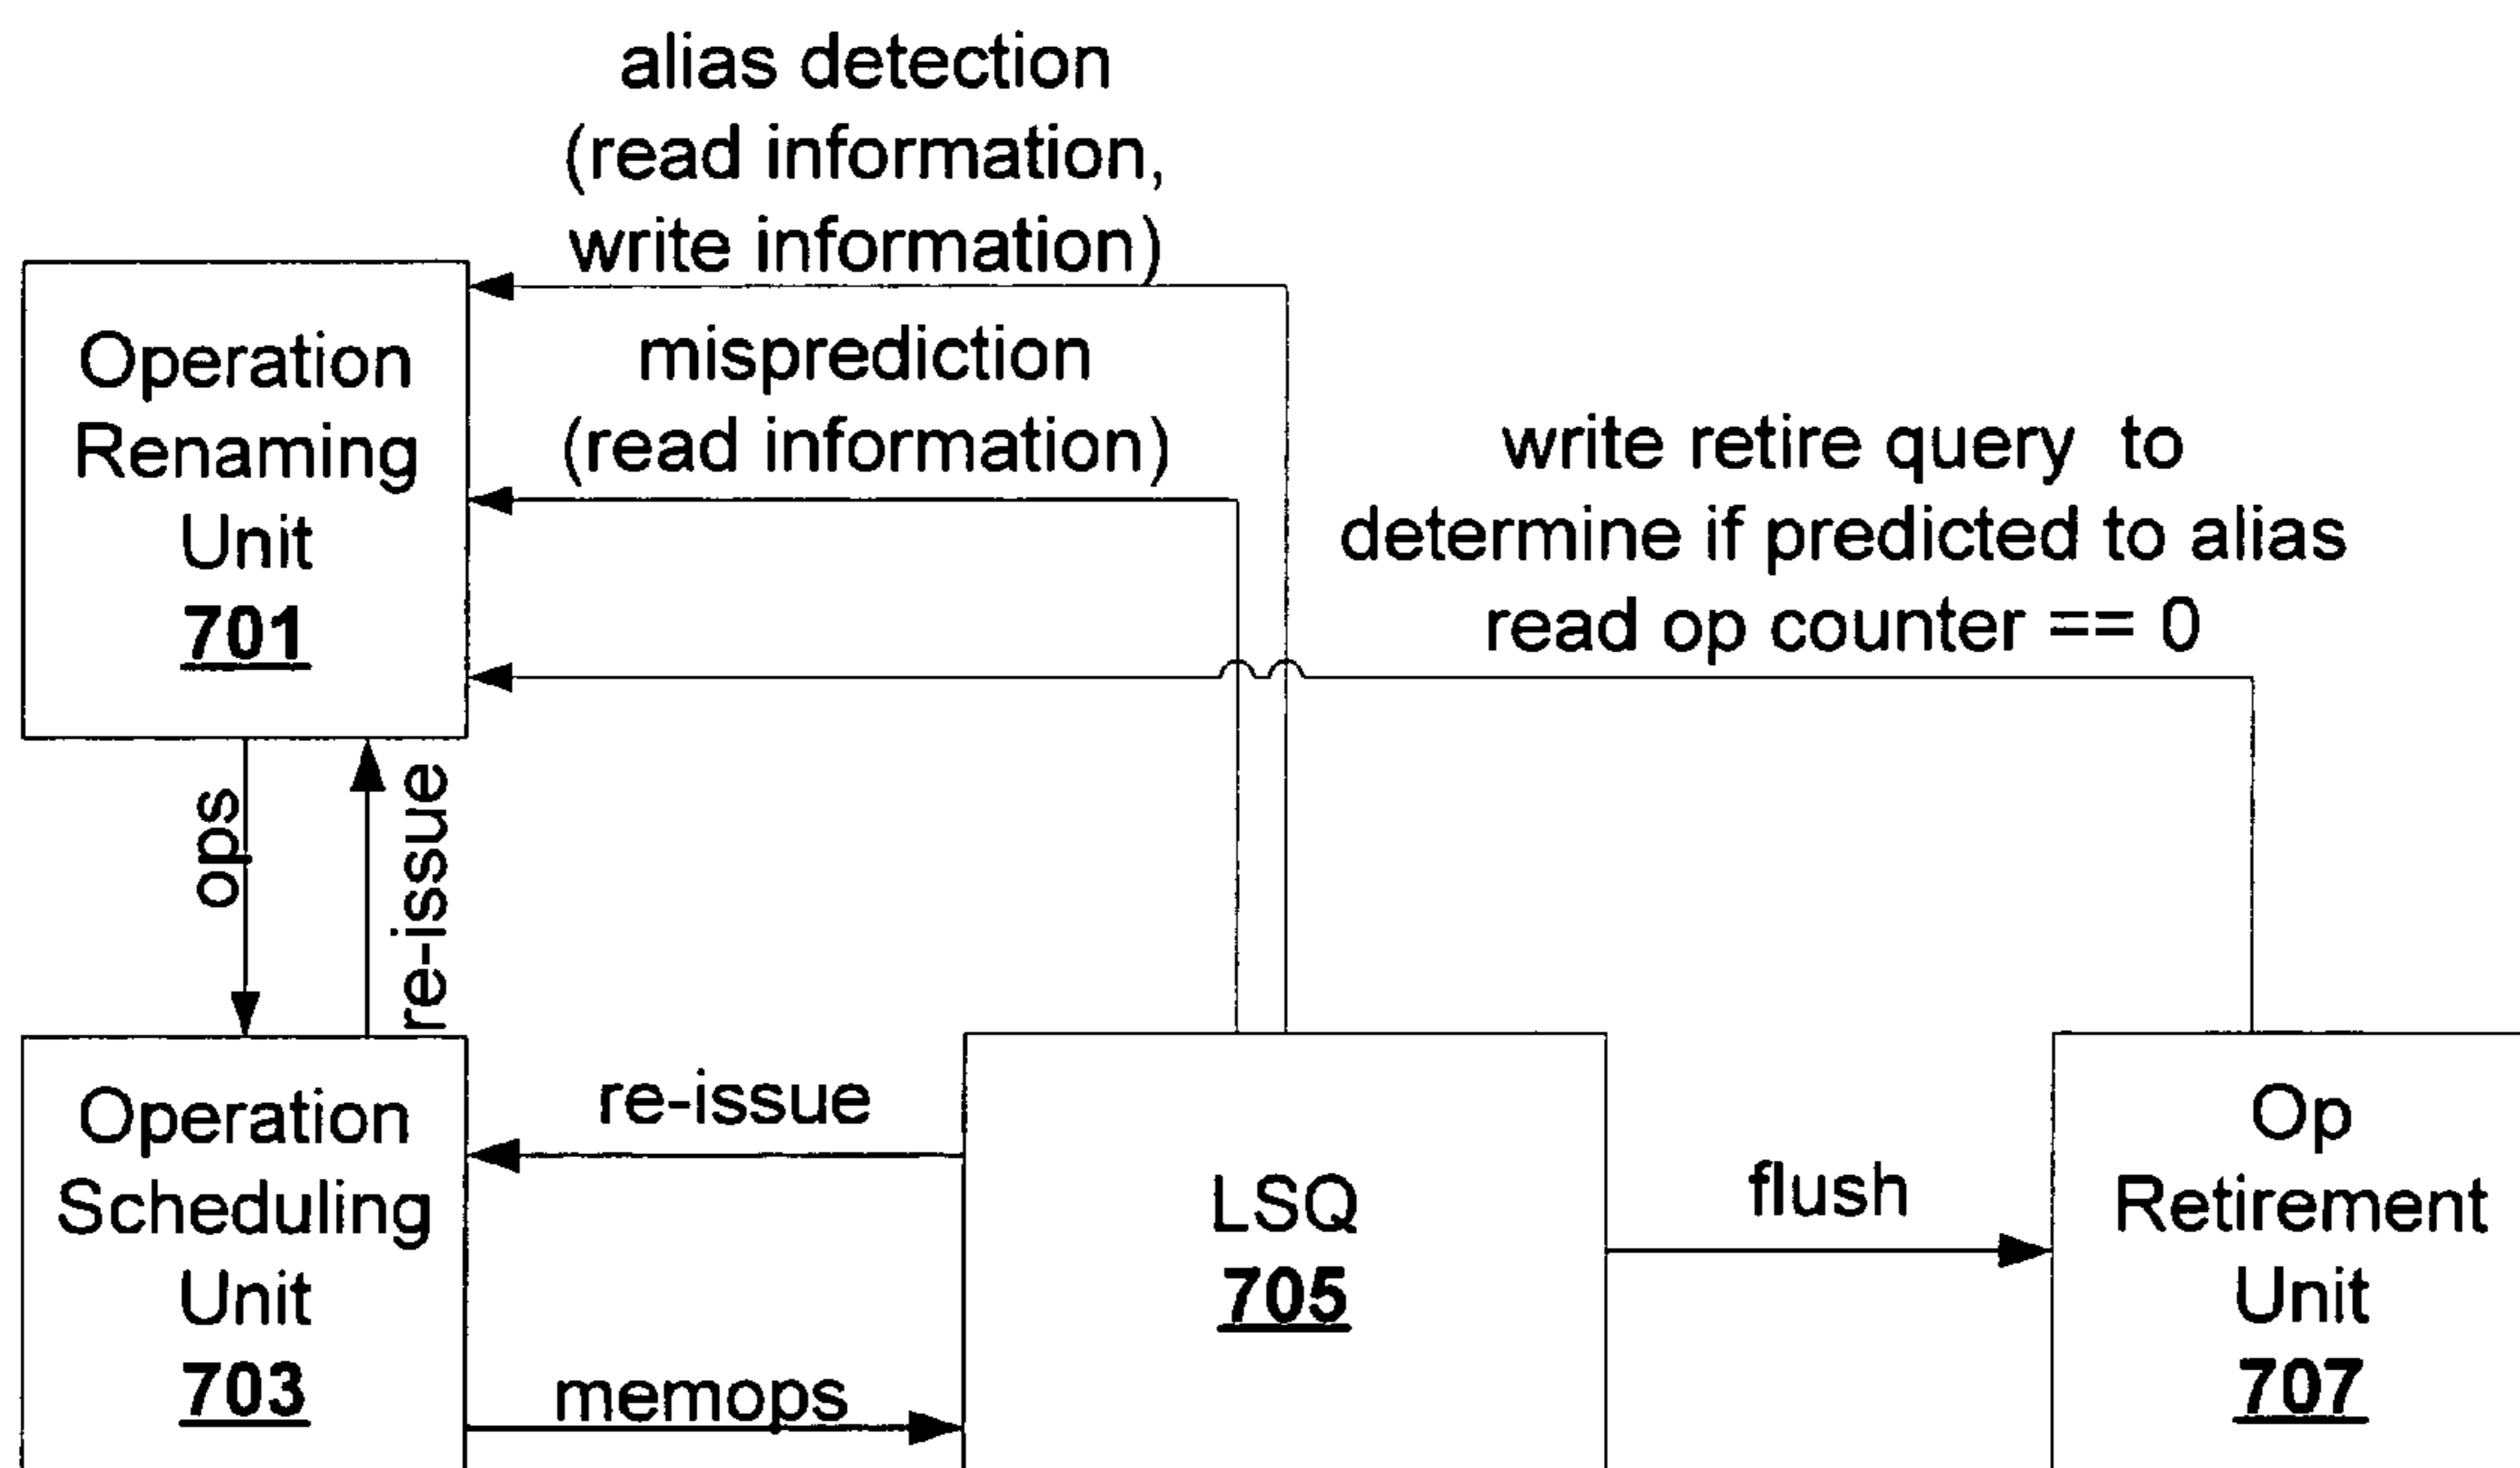 alias detection
(read information,
write information)
Operation
Renaming
Unit
701
misprediction
(read information)
write retire query to
determine if predicted to alias
read op counter == 0
ops
re-issue
Operation
Scheduling
Unit
703
re-issue
memops
LSQ
705
flush
Op
Retirement
Unit
707